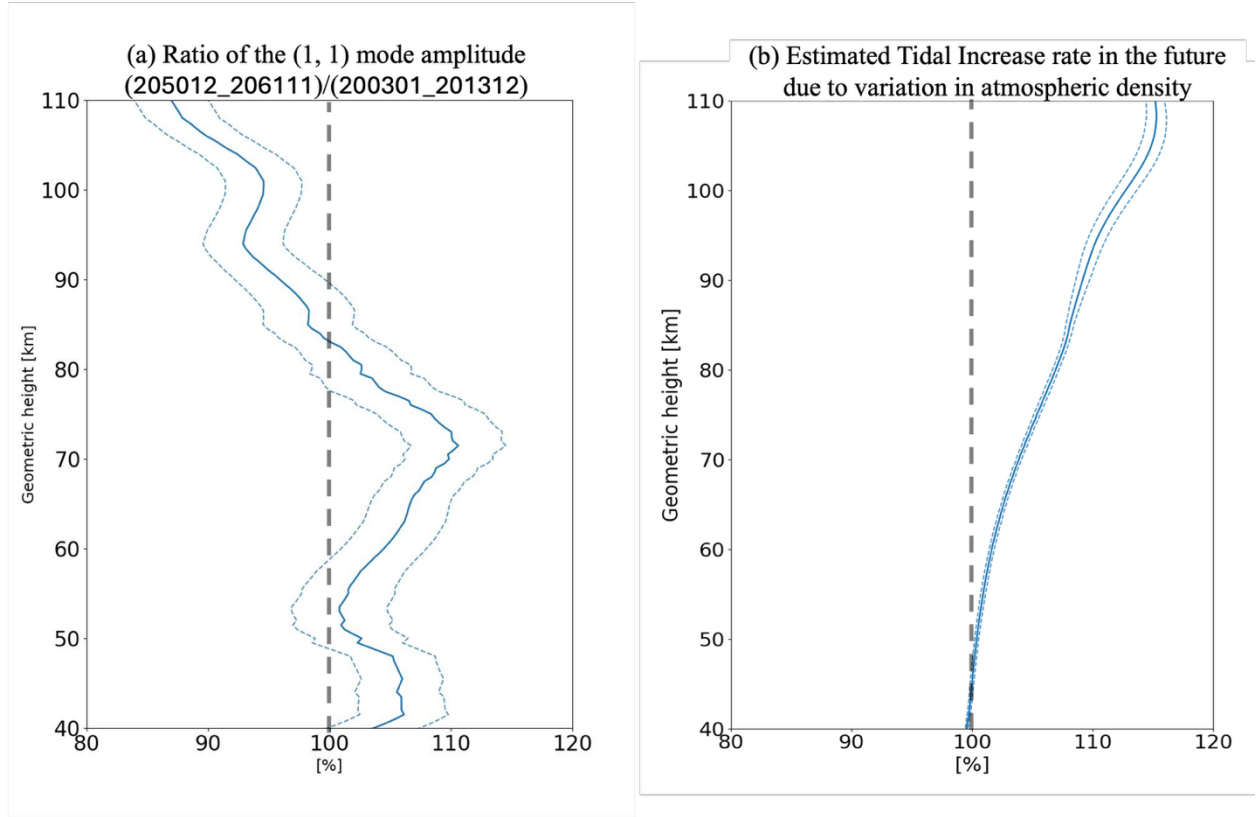 (a) Ratio of the (1, 1) mode amplitude
(205012_206111)/(200301_201312)
110
100
90
80
70
60
50
40
Geometric height [km]
80 90 100 110 120
[%]
(b) Estimated Tidal Increase rate in the future
due to variation in atmospheric density
110
100
90
80
70
60
50
40
Geometric height [km]
80 90 100 110 120
[%]